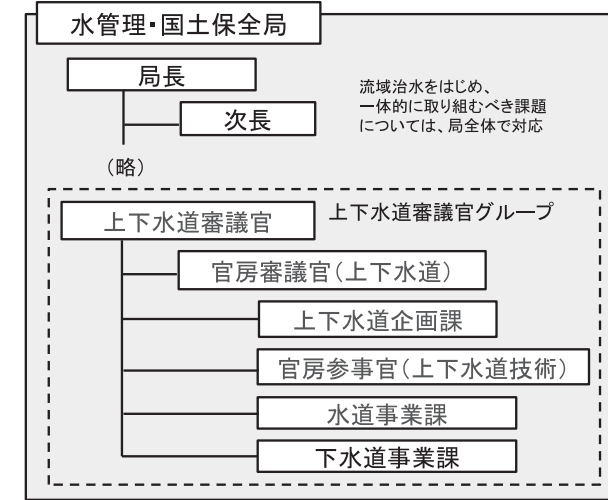 水管理・国土保全局
局長
次長
(略)
流域治水をはじめ、
一体的に取り組むべき課題
については、局全体で対応
上下水道審議官グループ
上下水道審議官
官房審議官(上下水道)
上下水道企画課
官房参事官(上下水道技術)
水道事業課
下水道事業課